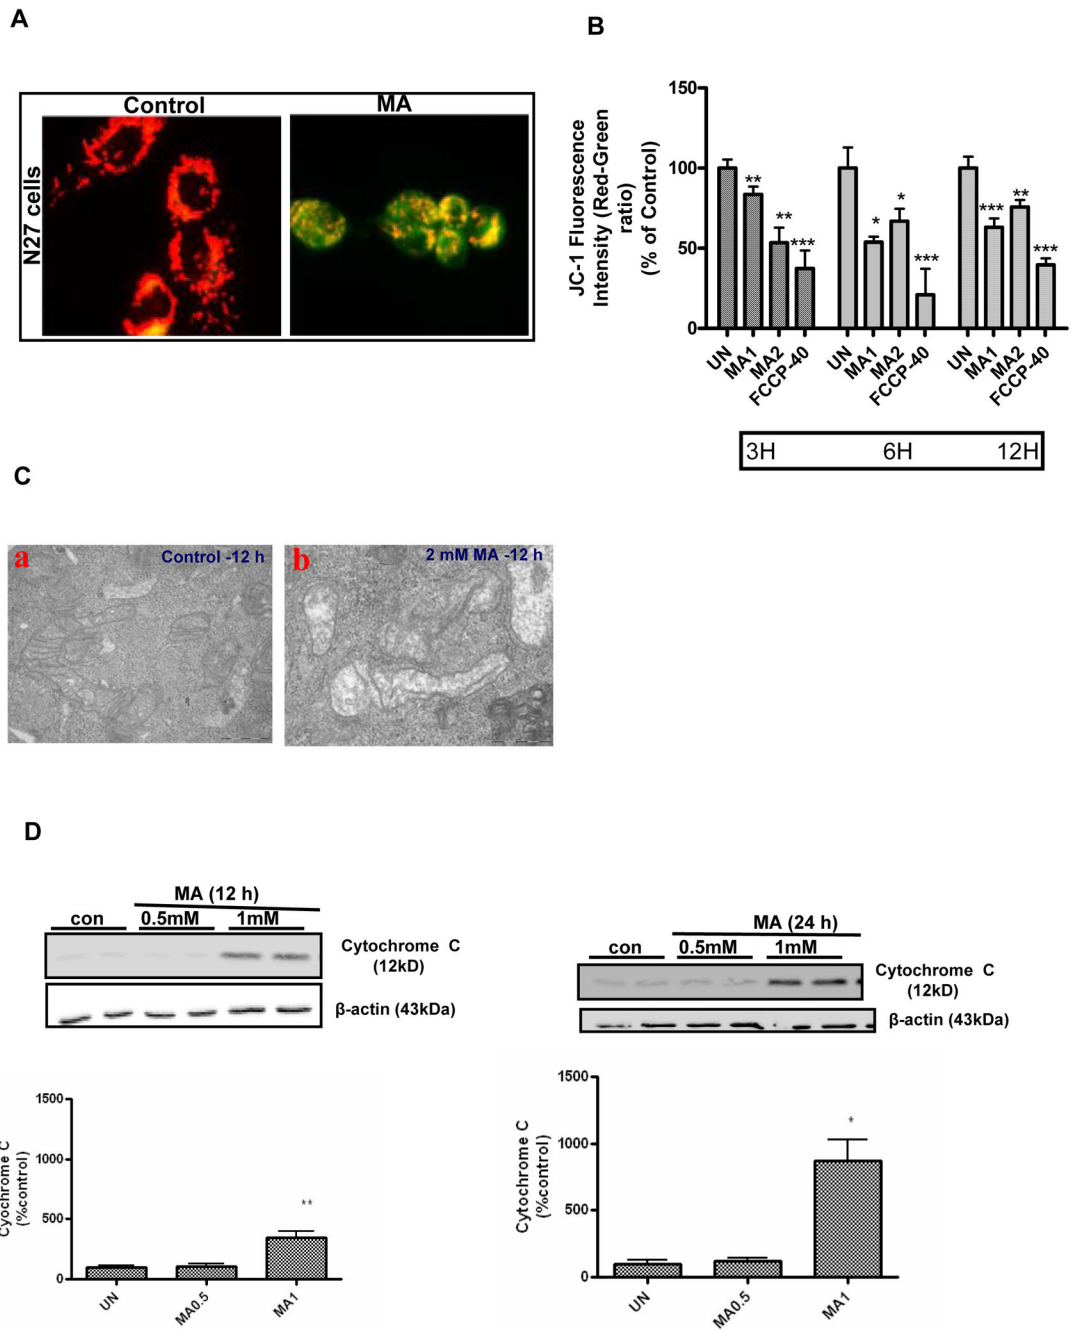 A
Control
MA
N27 cells
B
JC-1 Fluorescence
Intensity (Red-Green
ratio)
(% of Control)
150
100
50
0
** ** ***
* * ***
*** ** ***
UN MA1 MA2 FCCP-40
UN MA1 MA2 FCCP-40
UN MA1 MA2 FCCP-40
3H 6H 12H
C
a
Control -12 h
b
2 mM MA -12 h
D
MA (12 h)
con 0.5mM 1mM
Cytochrome C
(12kD)
β-actin (43kDa)
MA (24 h)
con 0.5mM 1mM
Cytochrome C
(12kD)
β-actin (43kDa)
Cyochrome C
(%control)
1500
1000
500
0
**
UN MA0.5 MA1
Cytochrome C
(%control)
1500
1000
500
0
*
UN MA0.5 MA1